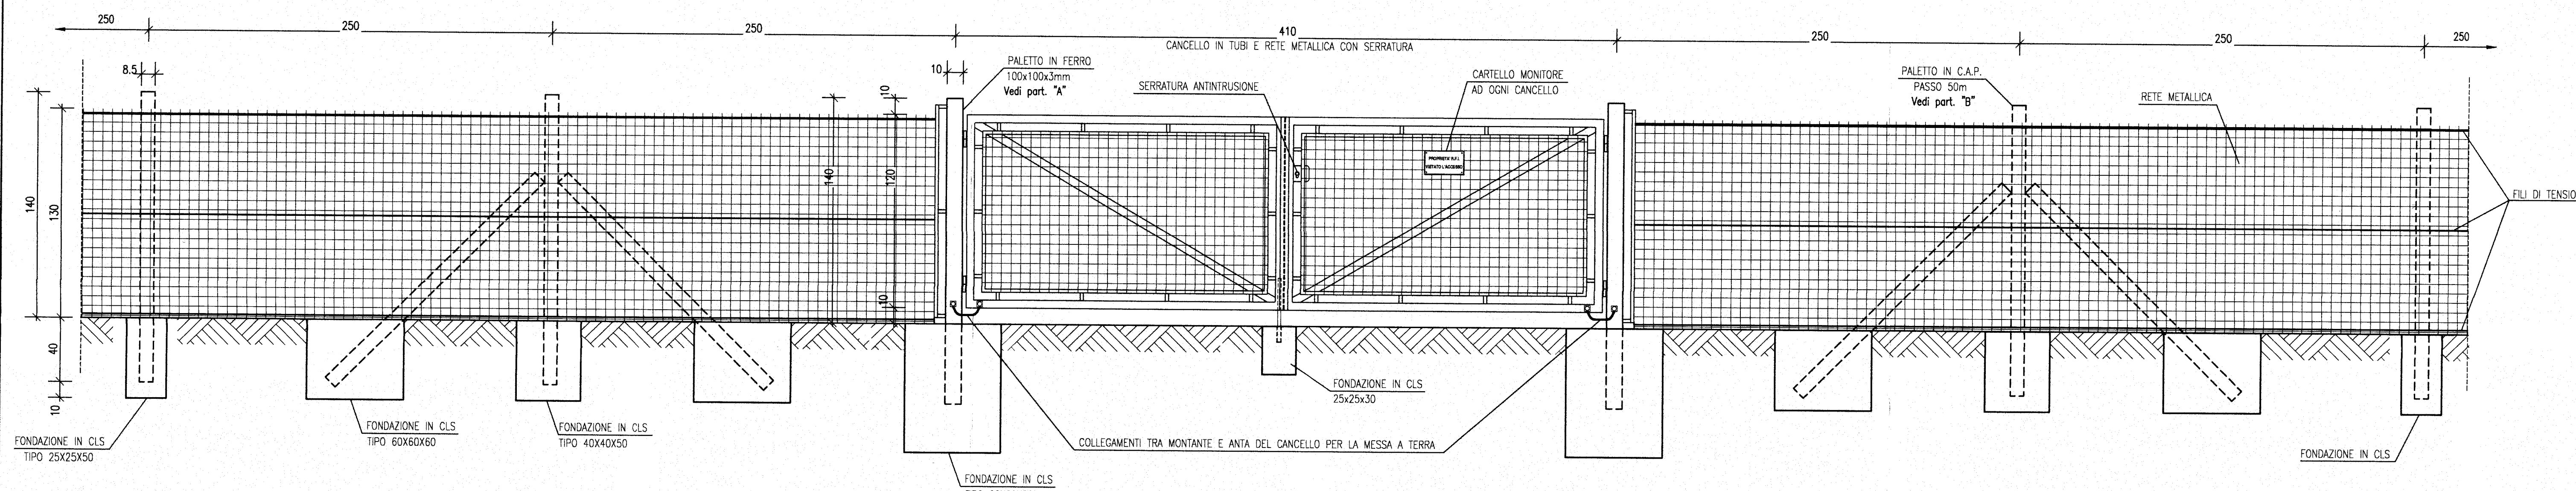 250
250
250
410
250
250
250
CANCELLO IN TUBI E RETE METALLICA CON SERRATURA
8.5
10
PALETTO IN FERRO
100x100x3mm
Vedi part. "A"
10
SERRATURA ANTINTRUSIONE
CARTELLO MONITORE
AD OGNI CANCELLO
PALETTO IN C.A.P.
PASSO 50m
Vedi part. "B"
RETE METALLICA
PROPRIETA' R.F.I.
VIETATO L'ACCESSO
140
130
140
120
10
FILI DI TENSIO
40
10
FONDAZIONE IN CLS
TIPO 25X25X50
FONDAZIONE IN CLS
TIPO 60X60X60
FONDAZIONE IN CLS
TIPO 40X40X50
FONDAZIONE IN CLS
25x25x30
COLLEGAMENTI TRA MONTANTE E ANTA DEL CANCELLO PER LA MESSA A TERRA
FONDAZIONE IN CLS
FONDAZIONE IN CLS